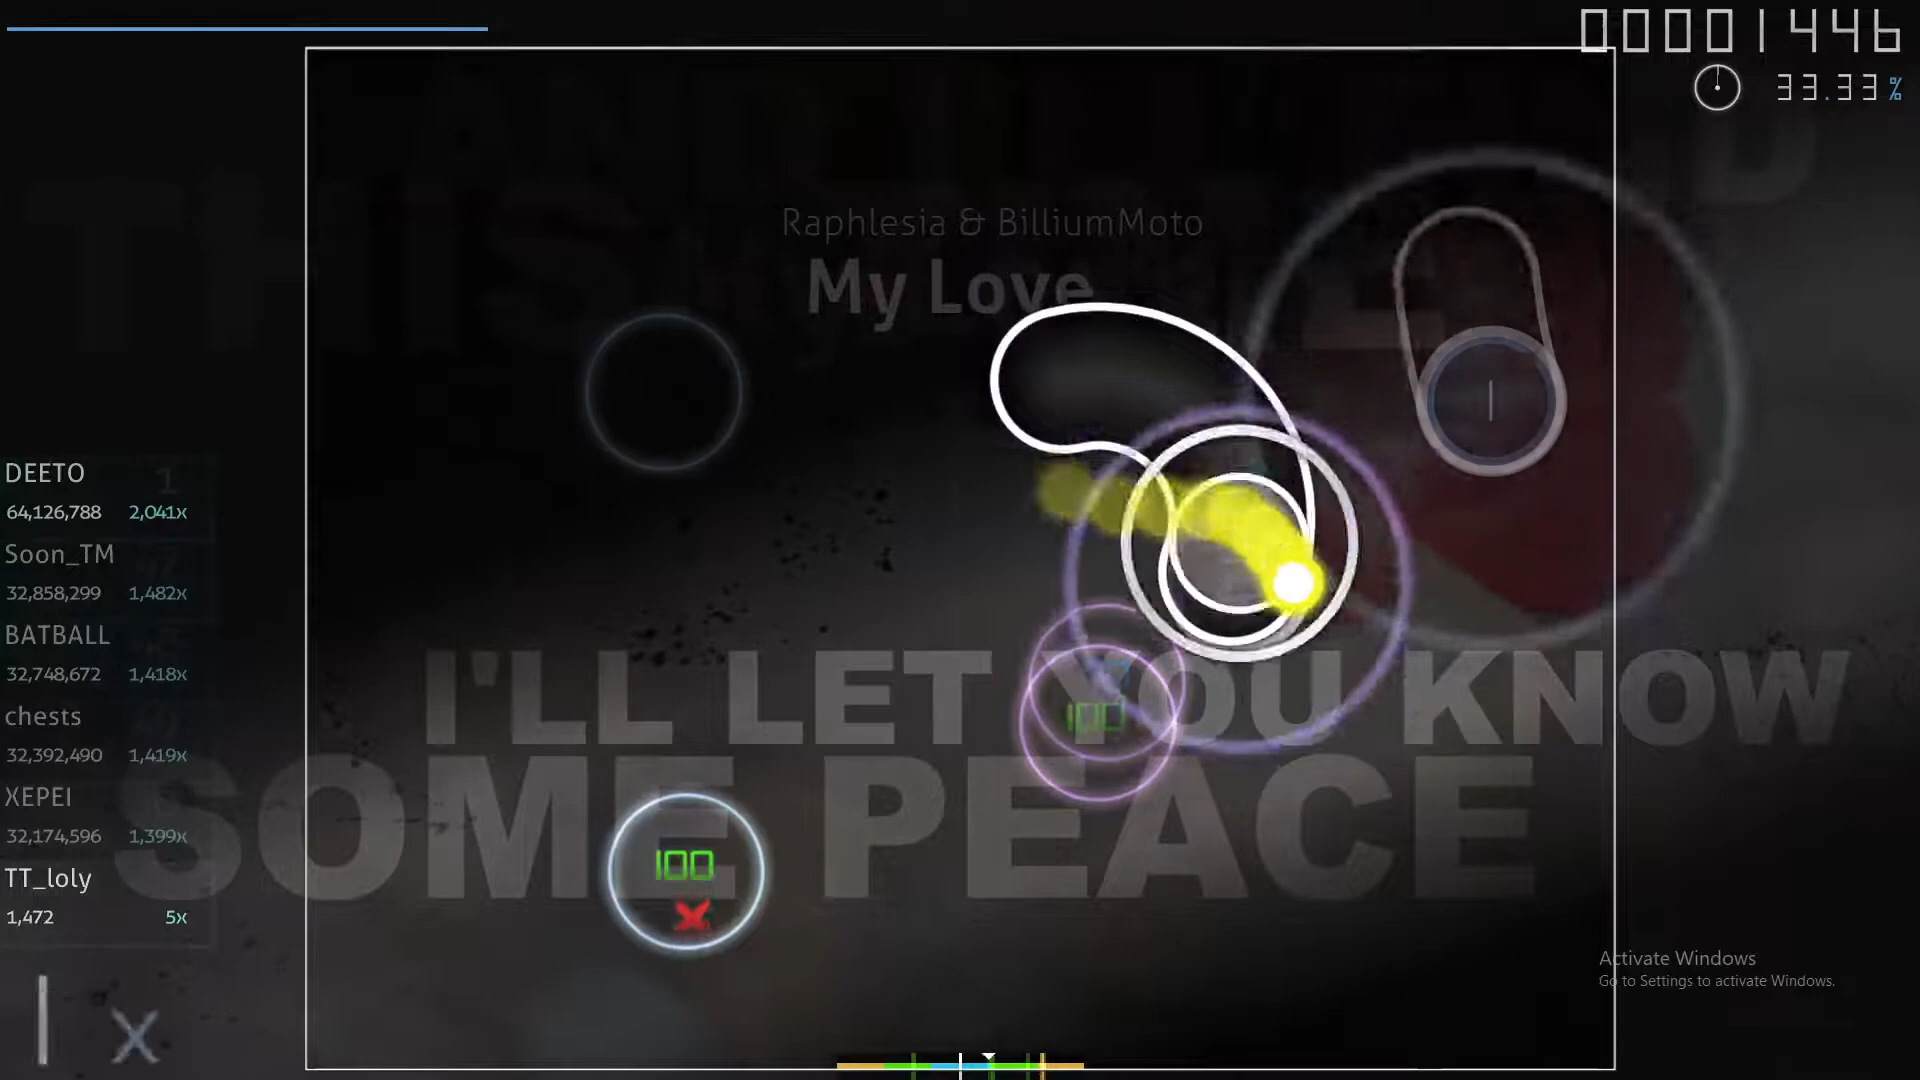 00001446
33.33%
Raphlesia & BilliumMoto
My Love
DEETO
64,126,788 2,041x
Soon_TM
32,858,299 1,482x
BATBALL
32,748,672 1,418x
chests
32,392,490 1,419x
XEPEI
32,174,596 1,399x
TT_loly
1,472 5x
I'LL LET YOU KNOW
SOME PEACE
1
100
100
X
Activate Windows
Go to Settings to activate Windows.
1x